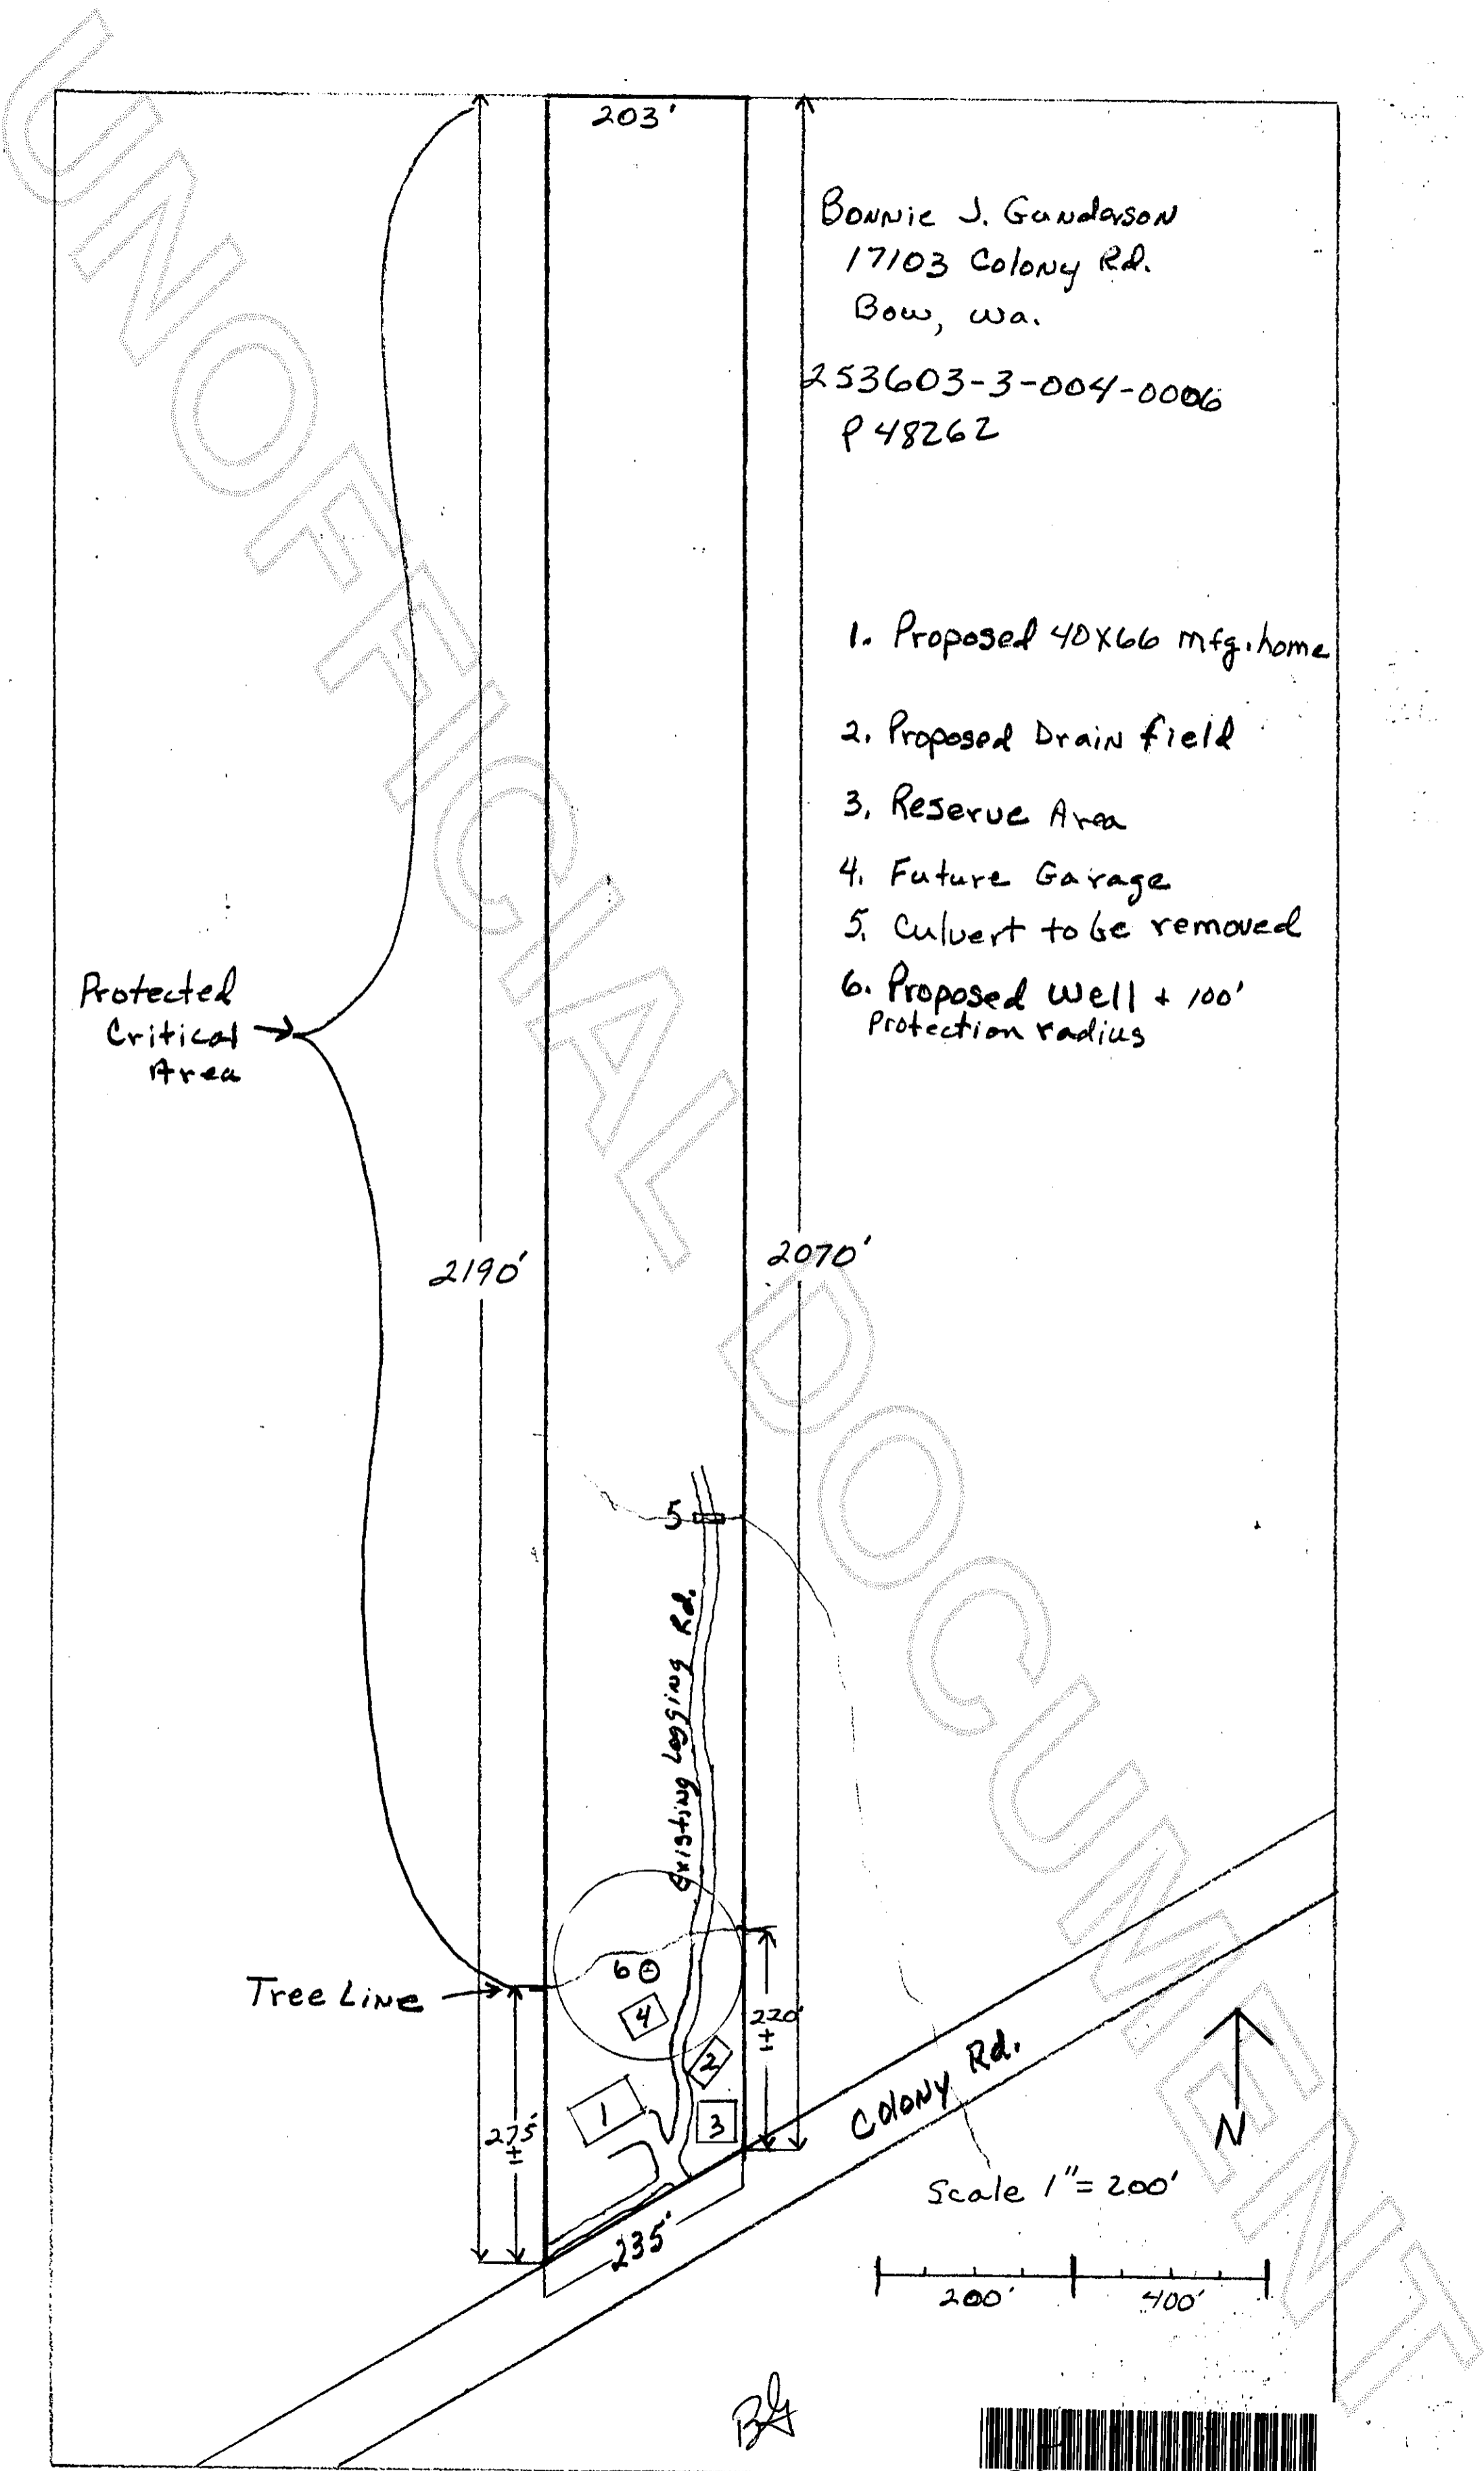 UNOFFICIAL DOCUMENT
203'
Bonnie J. Gunderson
17103 Colony Rd.
Bow, Wa.
253603-3-004-0006
P48262
1. Proposed 40X66 mfg. home
2. Proposed Drain field
3. Reserve Area
4. Future Garage
5. Culvert to be removed
6. Proposed Well + 100'
Protection radius
Protected
Critical
Area
2190'
2070'
5
Existing Logging Rd.
6
Tree Line
4
220'
±
2
1
3
275'
±
Colony Rd.
N
235'
Scale 1" = 200'
200'
400'
BG